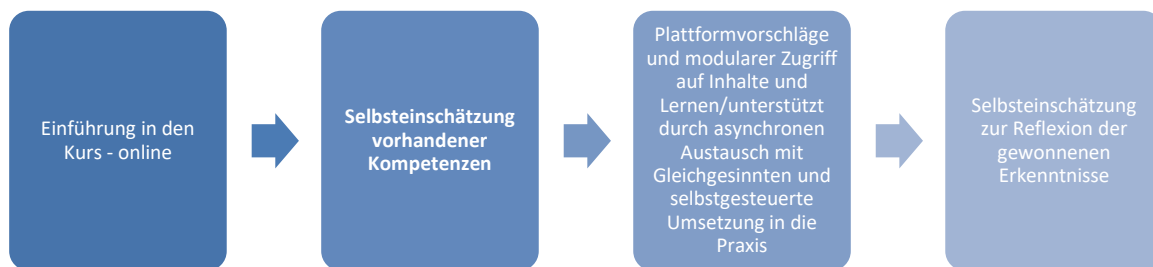 Einführung in den
Kurs - online
Selbsteinschätzung
vorhandener
Kompetenzen
Plattformvorschläge
und modularer Zugriff
auf Inhalte und
Lernen/unterstützt
durch asynchronen
Austausch mit
Gleichgesinnten und
selbstgesteuerte
Umsetzung in die
Praxis
Selbsteinschätzung
zur Reflexion der
gewonnenen
Erkenntnisse